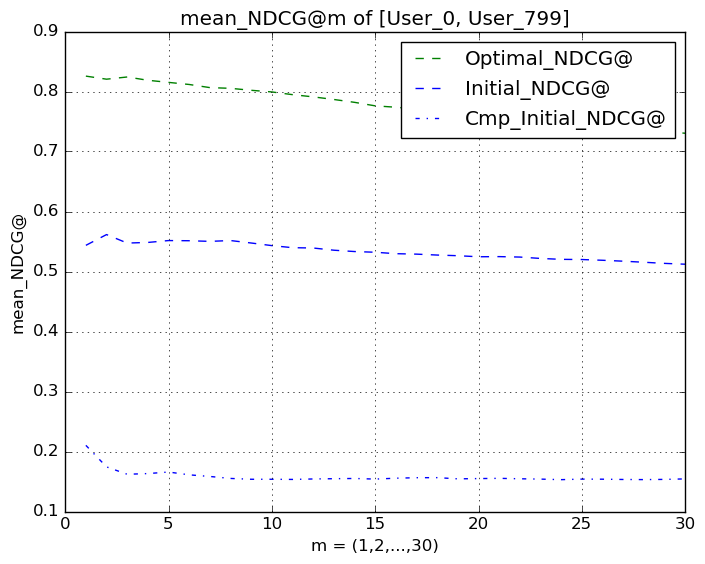 mean_NDCG@m of [User_0, User_799]
0.9
0.8
0.7
0.6
0.5
0.4
0.3
0.2
0.1
mean_NDCG@
Optimal_NDCG@
Initial_NDCG@
Cmp_Initial_NDCG@
0 5 10 15 20 25 30
m = (1,2,...,30)